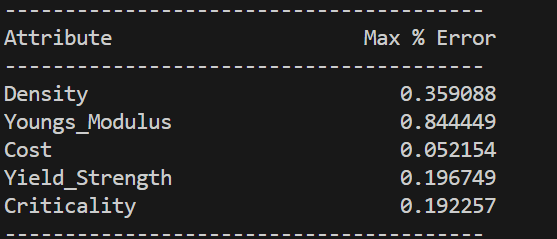 ----------------------------------------
Attribute                     Max % Error
----------------------------------------
Density                          0.359088
Youngs_Modulus                   0.844449
Cost                             0.052154
Yield_Strength                   0.196749
Criticality                      0.192257
----------------------------------------